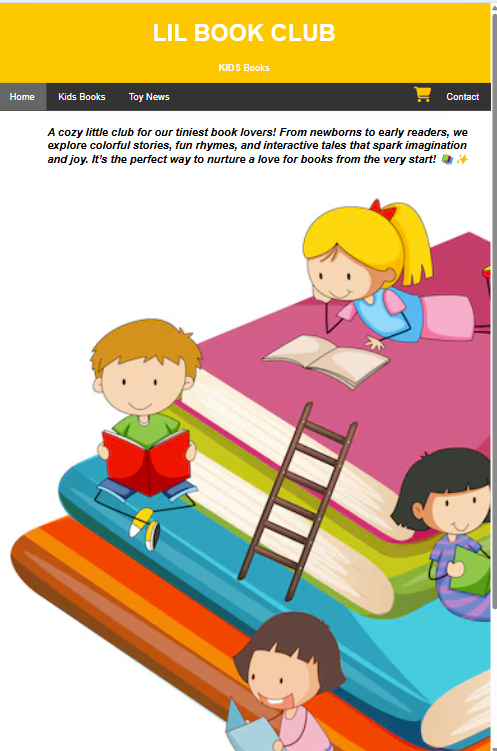 LIL BOOK CLUB
KIDS Books
Home Kids Books Toy News Contact
A cozy little club for our tiniest book lovers! From newborns to early readers, we
explore colorful stories, fun rhymes, and interactive tales that spark imagination
and joy. It’s the perfect way to nurture a love for books from the very start! 📚 ✨